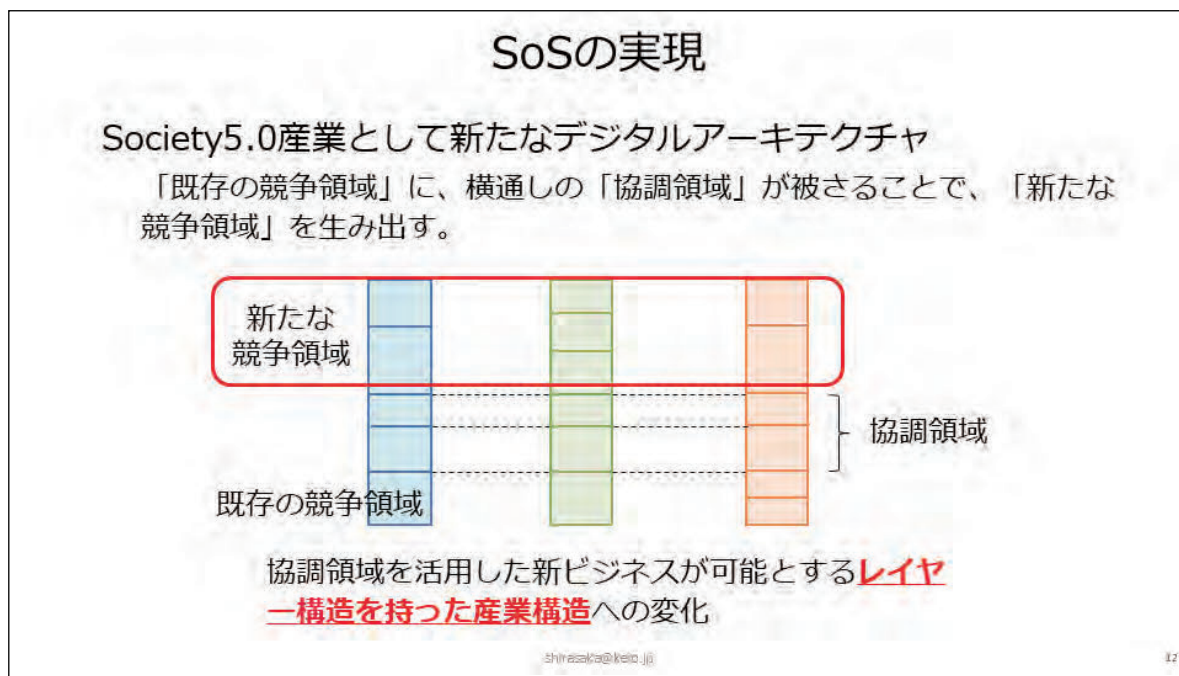 SoSの実現
Society5.0産業として新たなデジタルアーキテクチャ
「既存の競争領域」に、横通しの「協調領域」が被さることで、「新たな
競争領域」を生み出す。
新たな
競争領域
協調領域
既存の競争領域
協調領域を活用した新ビジネスが可能とするレイヤ
ー構造を持った産業構造への変化
shirasaka@keio.jp
12